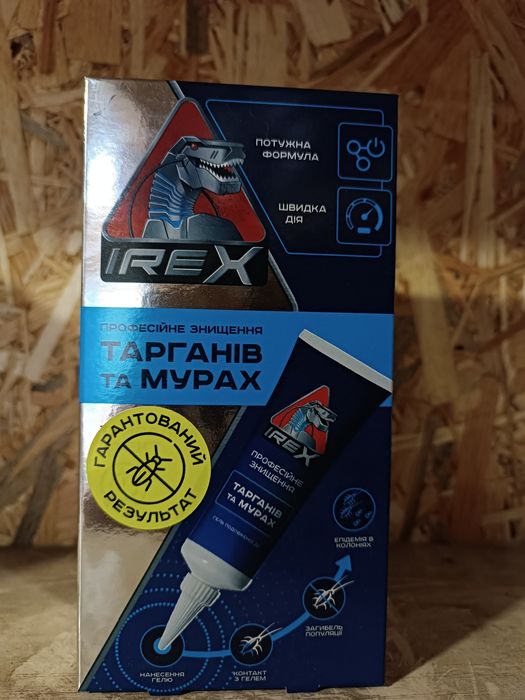 ПОТУЖНА
ФОРМУЛА
ШВИДКА
ДІЯ
IREX
ПРОФЕСІЙНЕ ЗНИЩЕННЯ
ТАРГАНІВ
ТА МУРАХ
ГАРАНТОВАНИЙ
РЕЗУЛЬТАТ
IREX
ПРОФЕСІЙНЕ
ЗНИЩЕННЯ
ТАРГАНІВ
ТА МУРАХ
ГЕЛЬ
ЕПІДЕМІЯ В
КОЛОНІЯХ
ЗАГИБЕЛЬ
ПОПУЛЯЦІЇ
КОНТАКТ
З ГЕЛЕМ
НАНЕСЕННЯ
ГЕЛЮ